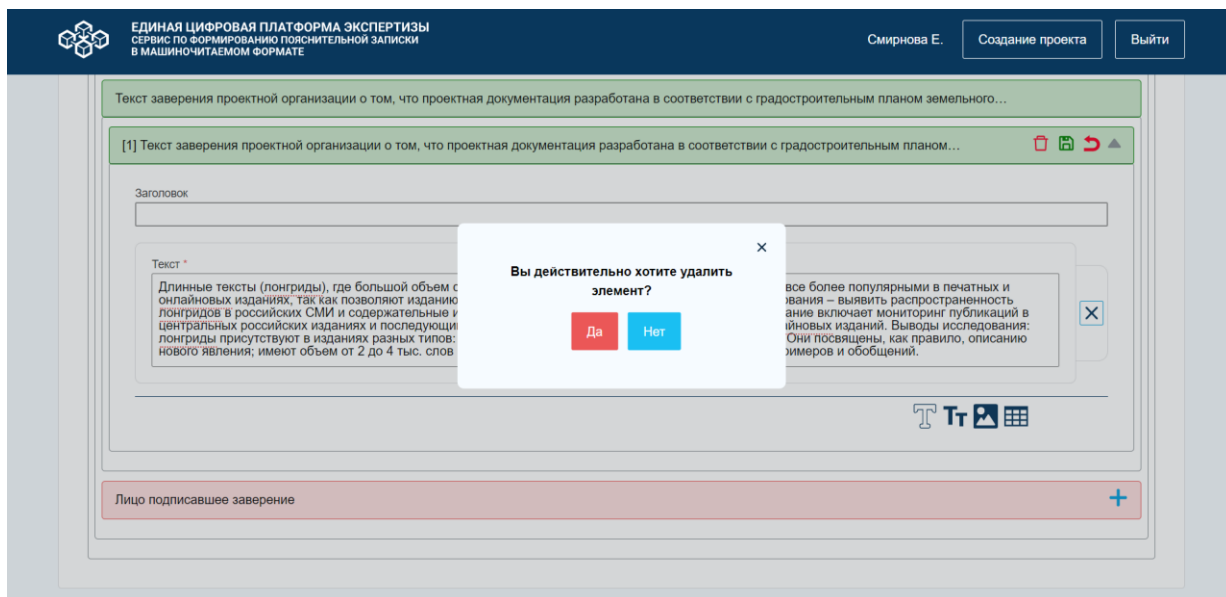 ЕДИНАЯ ЦИФРОВАЯ ПЛАТФОРМА ЭКСПЕРТИЗЫ
СЕРВИС ПО ФОРМИРОВАНИЮ ПОЯСНИТЕЛЬНОЙ ЗАПИСКИ
В МАШИНОЧИТАЕМОМ ФОРМАТЕ
Смирнова Е.
Создание проекта
Выйти
Текст заверения проектной организации о том, что проектная документация разработана в соответствии с градостроительным планом земельного…
[1] Текст заверения проектной организации о том, что проектная документация разработана в соответствии с градостроительным планом…
Заголовок
Текст *
Длинные тексты (лонгриды), где большой объем все более популярными в печатных и
онлайновых изданиях, так как позволяют изданию – выявить распространенность
лонгридов в российских СМИ и содержательные и включает мониторинг публикаций в
центральных российских изданиях и изданий. Выводы исследования:
лонгриды присутствуют в изданиях разных типов: Они посвящены, как правило, описанию
нового явления; имеют объем от 2 до 4 тыс. слов и обобщений.
Вы действительно хотите удалить
элемент?
Да
Нет
Лицо подписавшее заверение